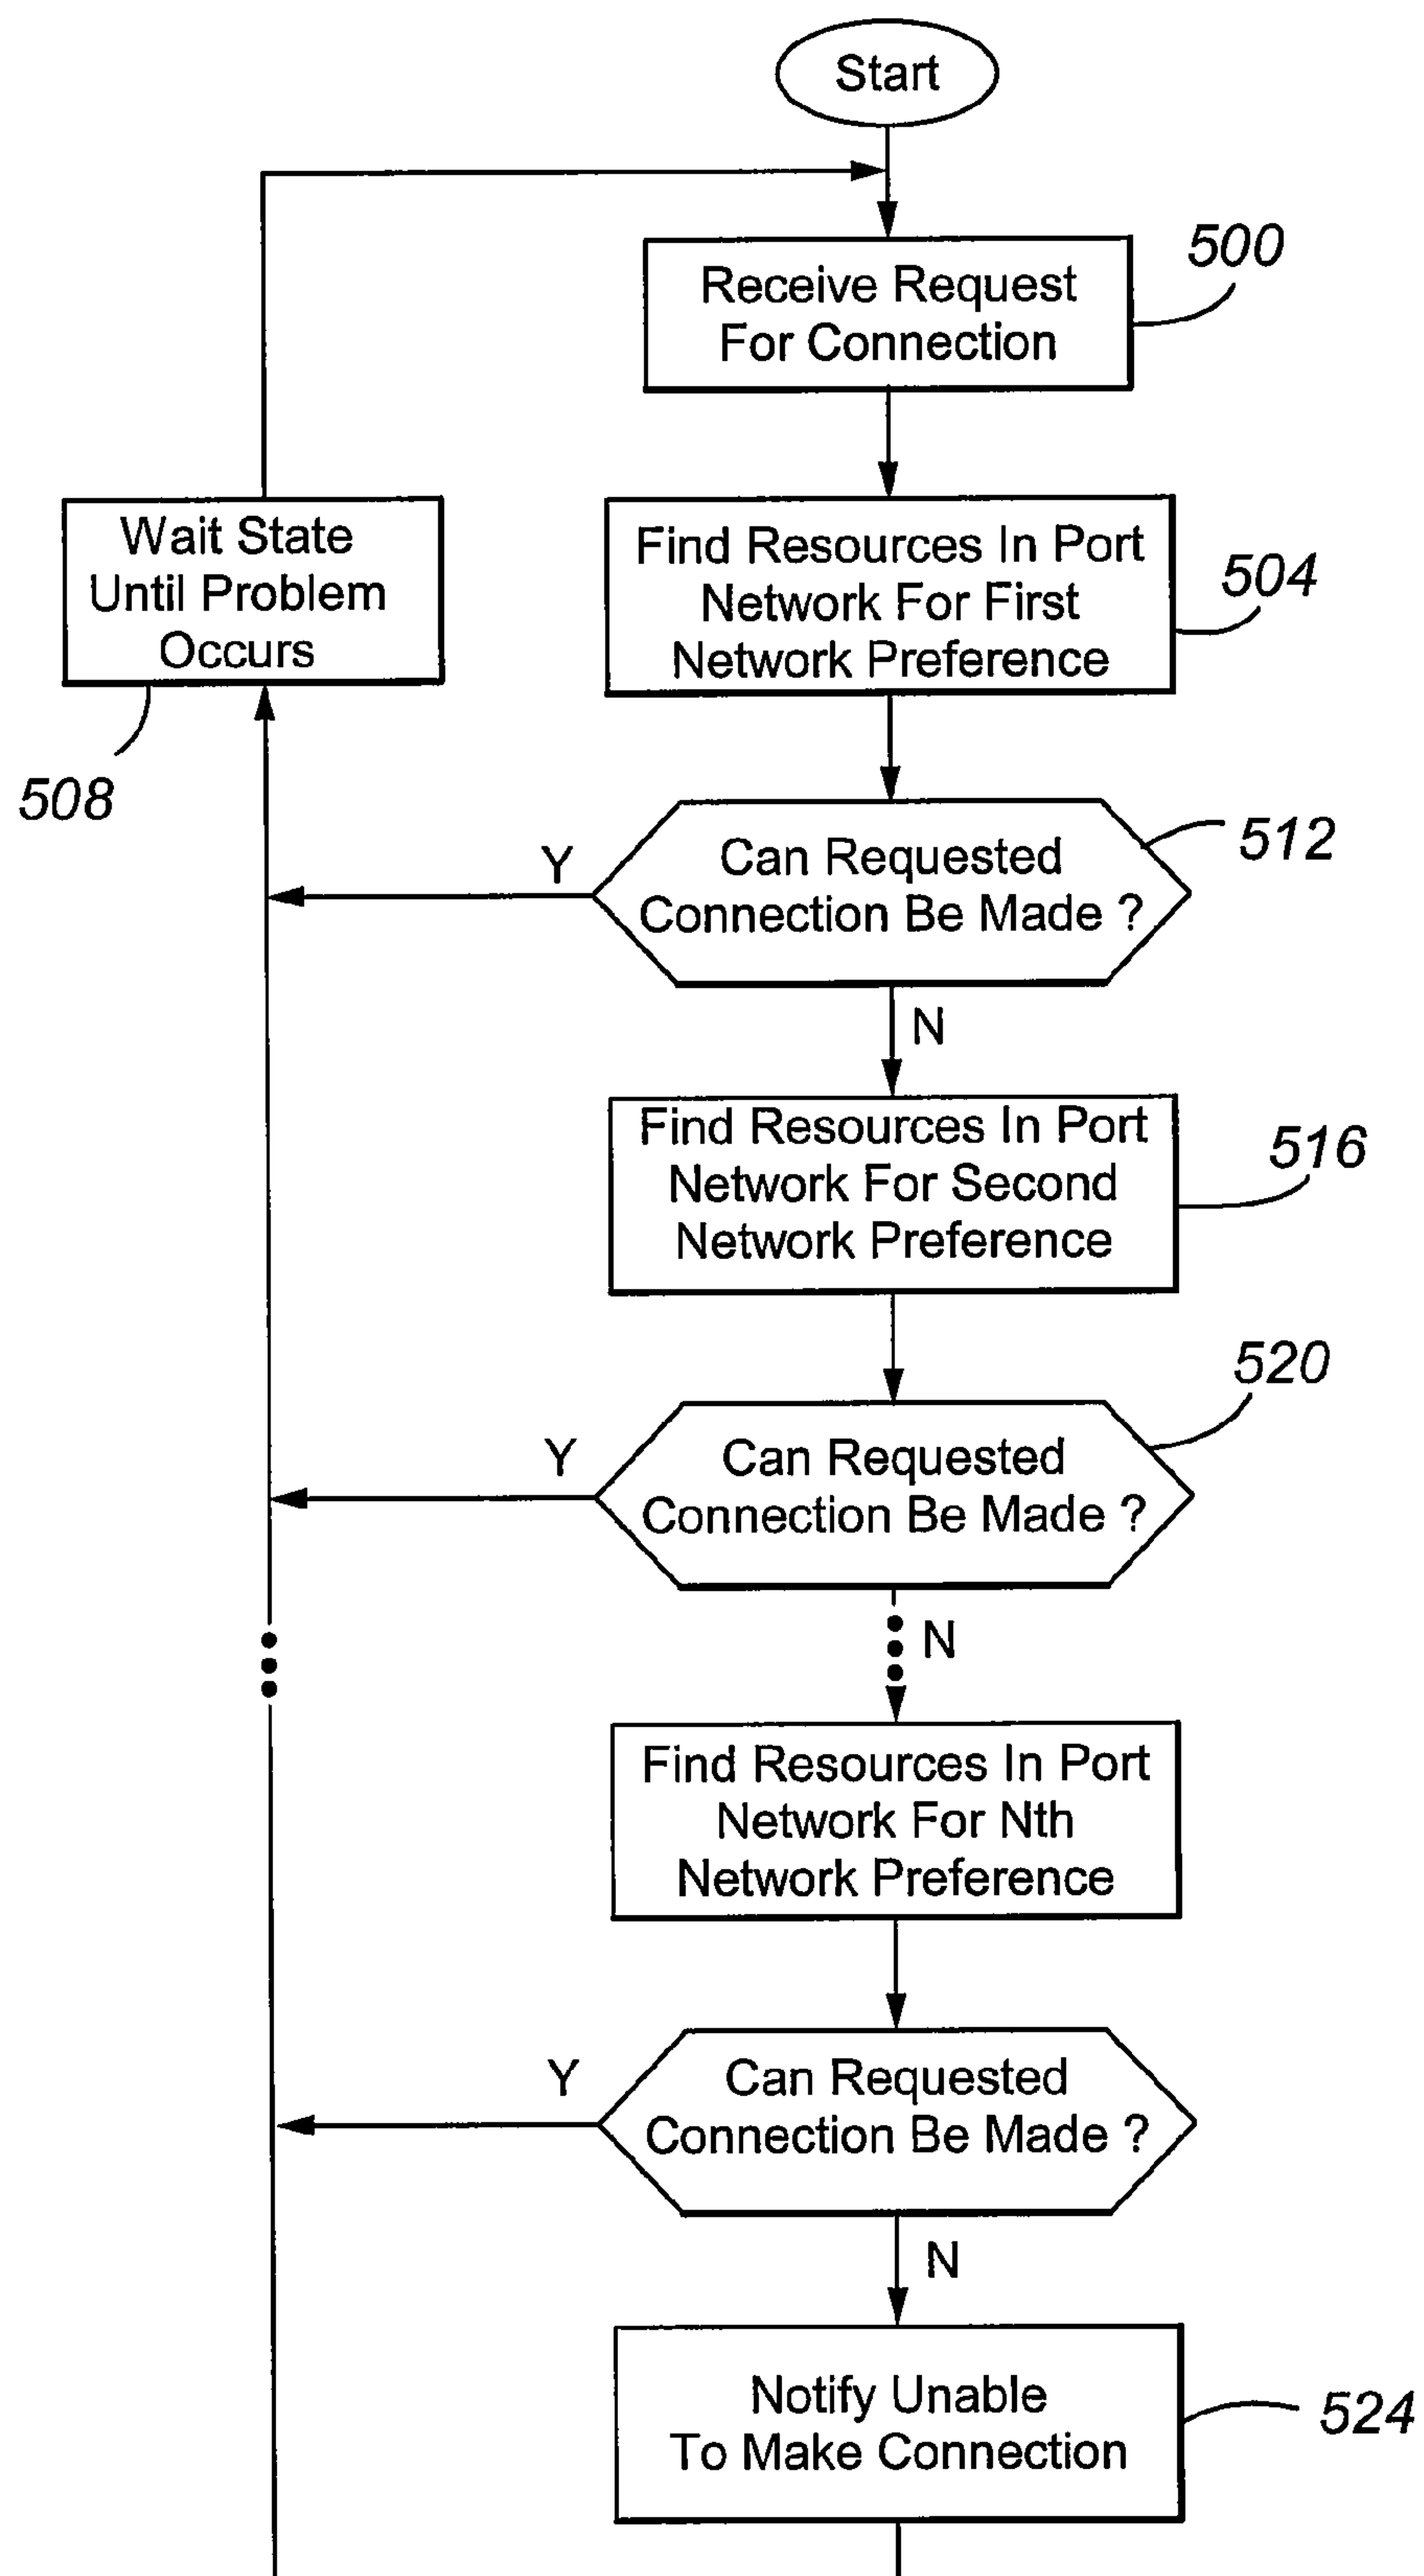 Start
Receive Request
For Connection
500
Find Resources In Port
Network For First
Network Preference
504
Wait State
Until Problem
Occurs
508
Can Requested
Connection Be Made ?
512
Y
N
Find Resources In Port
Network For Second
Network Preference
516
Can Requested
Connection Be Made ?
520
Y
N
Find Resources In Port
Network For Nth
Network Preference
Can Requested
Connection Be Made ?
Y
N
Notify Unable
To Make Connection
524